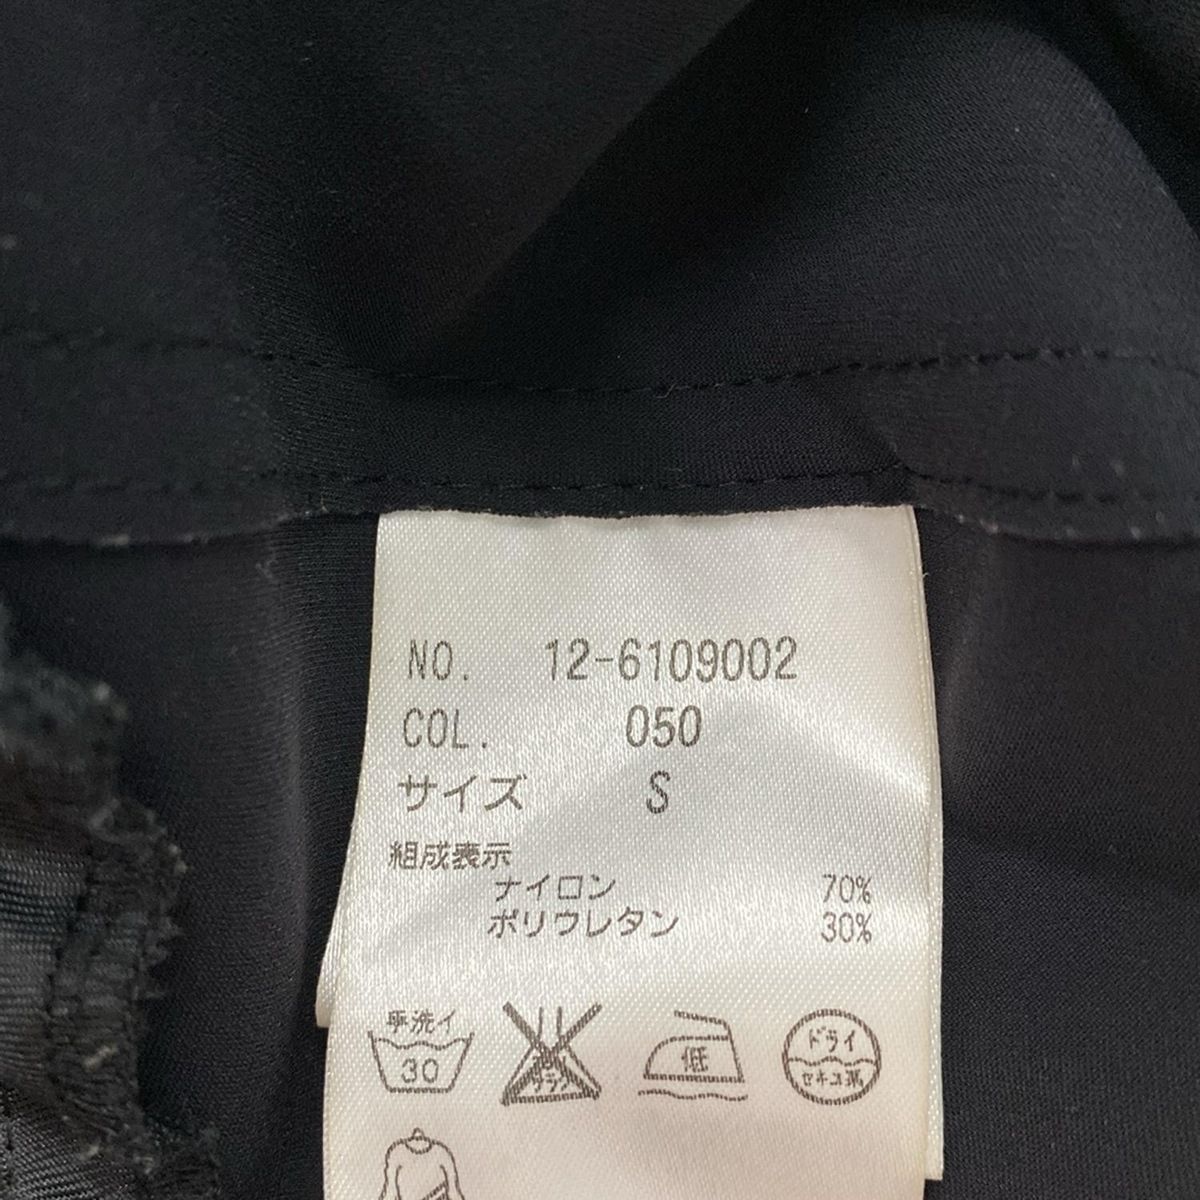 NO. 12-6109002
COL. 050
サイズ S
組成表示
ナイロン 70%
ポリウレタン 30%
手洗イ
30
低
ドライ
セキユ系